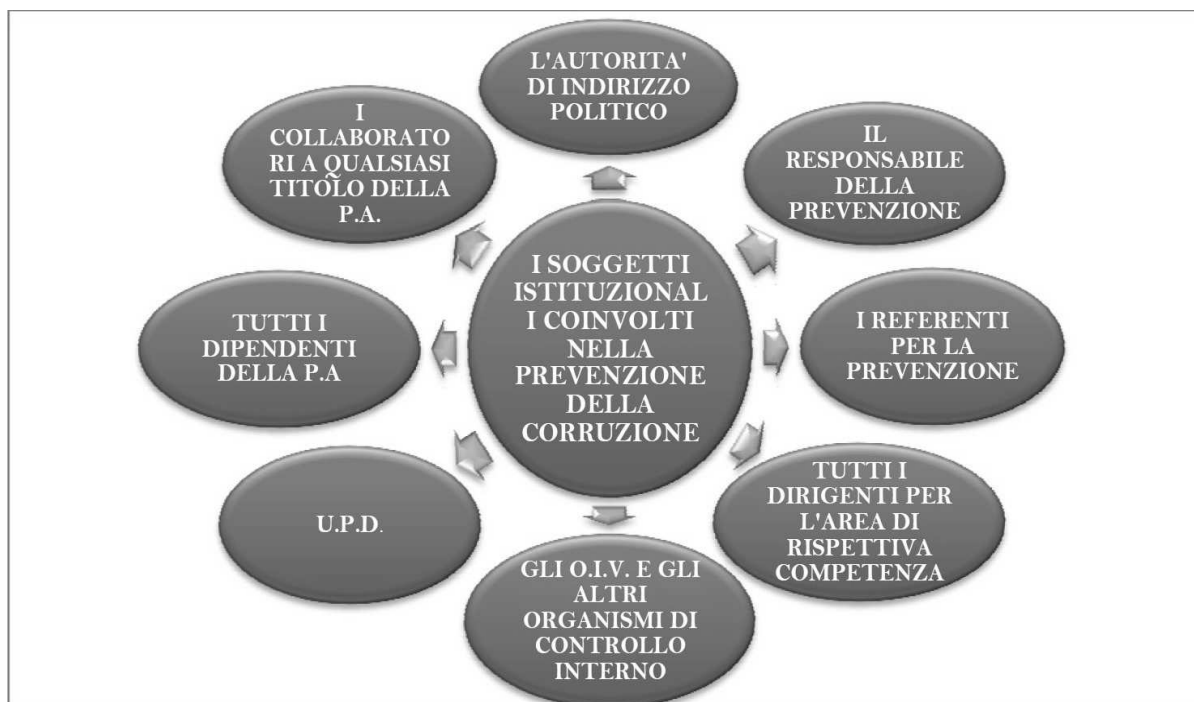 L'AUTORITA'
DI INDIRIZZO
POLITICO
IL
RESPONSABILE
DELLA
PREVENZIONE
I REFERENTI
PER LA
PREVENZIONE
TUTTI I
DIRIGENTI PER
L'AREA DI
RISPETTIVA
COMPETENZA
GLI O.I.V. E GLI
ALTRI
ORGANISMI DI
CONTROLLO
INTERNO
U.P.D.
TUTTI I
DIPENDENTI
DELLA P.A
I
COLLABORATO
RI A QUALSIASI
TITOLO DELLA
P.A.
I SOGGETTI
ISTITUZIONAL
I COINVOLTI
NELLA
PREVENZIONE
DELLA
CORRUZIONE